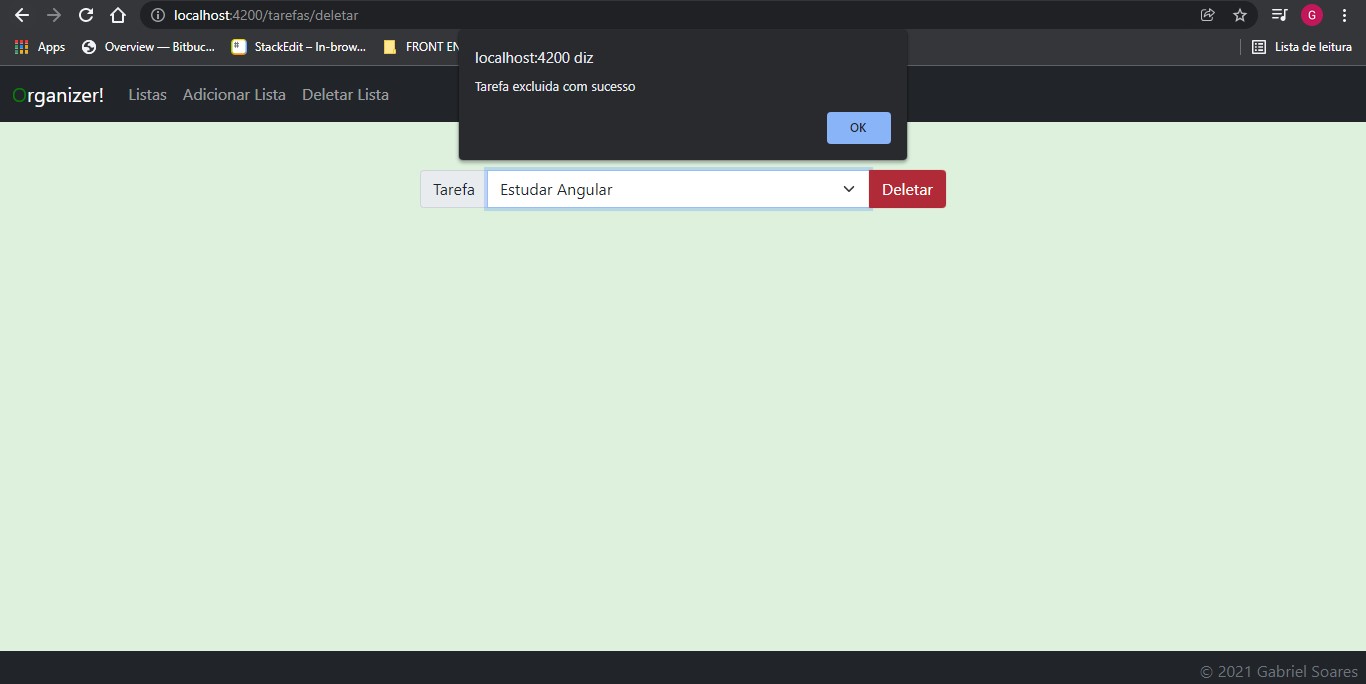 localhost:4200/tarefas/deletar
G
Apps Overview — Bitbuc... StackEdit – In-brow... FRONT EN Lista de leitura
localhost:4200 diz
Tarefa excluida com sucesso
OK
Organizer! Listas Adicionar Lista Deletar Lista
Tarefa Estudar Angular Deletar
© 2021 Gabriel Soares